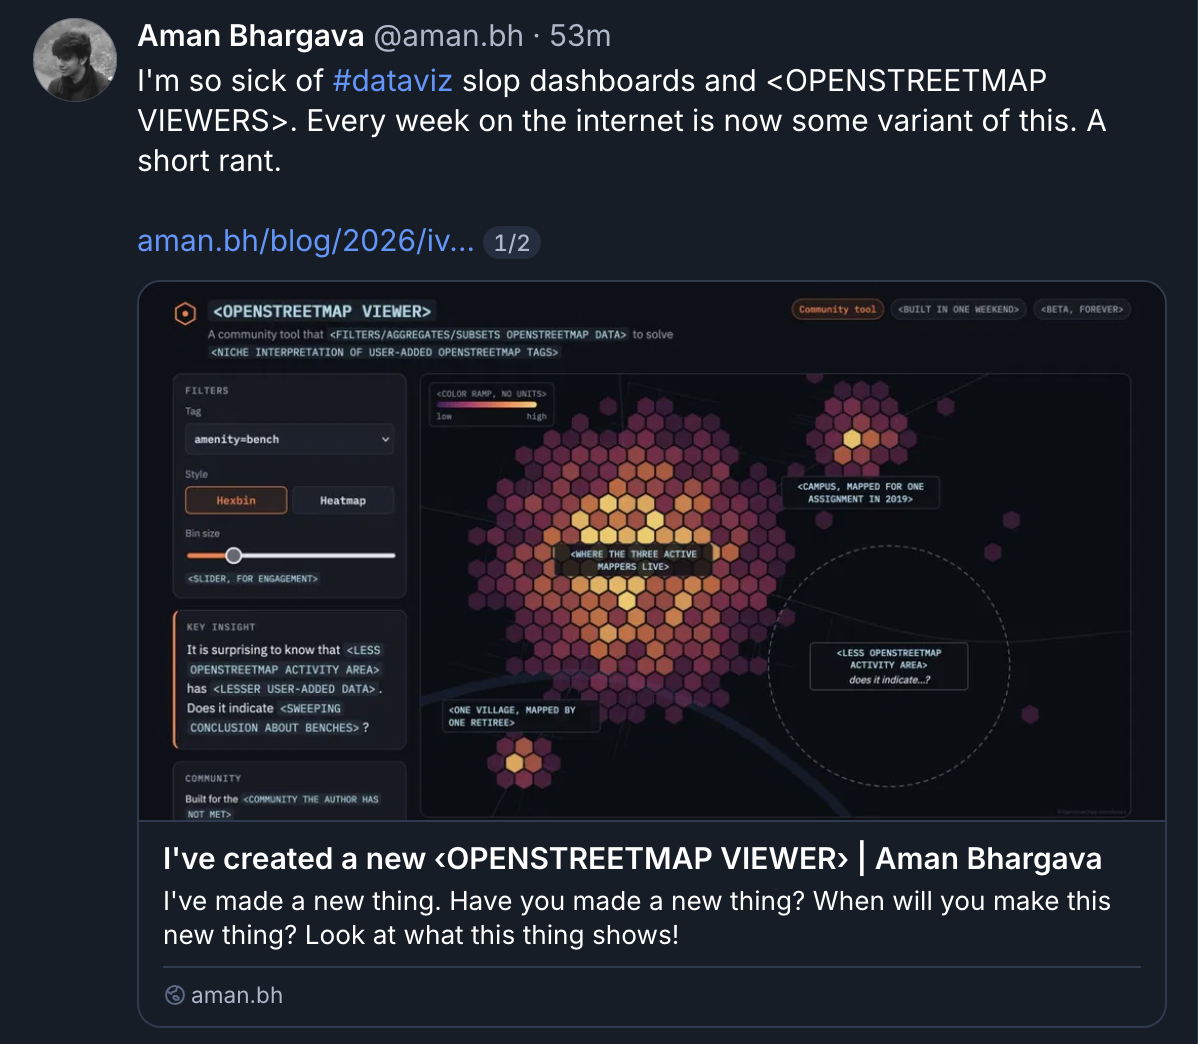 Aman Bhargava @aman.bh · 53m
I'm so sick of #dataviz slop dashboards and <OPENSTREETMAP
VIEWERS>. Every week on the internet is now some variant of this. A
short rant.
aman.bh/blog/2026/iv... 1/2
<OPENSTREETMAP VIEWER>
A community tool that <FILTERS/AGGREGATES/SUBSETS OPENSTREETMAP DATA> to solve
<NICHE INTERPRETATION OF USER-ADDED OPENSTREETMAP TAGS>
Community tool <BUILT IN ONE WEEKEND> <BETA, FOREVER>
FILTERS
Tag
amenity=bench
Style
Hexbin Heatmap
Bin size
<SLIDER, FOR ENGAGEMENT>
KEY INSIGHT
It is surprising to know that <LESS
OPENSTREETMAP ACTIVITY AREA>
has <LESSER USER-ADDED DATA>.
Does it indicate <SWEEPING
CONCLUSION ABOUT BENCHES>?
COMMUNITY
Built for the <COMMUNITY THE AUTHOR HAS
NOT MET>
<COLOR RAMP, NO UNITS>
low high
<CAMPUS, MAPPED FOR ONE
ASSIGNMENT IN 2019>
<WHERE THE THREE ACTIVE
MAPPERS LIVE>
<LESS OPENSTREETMAP
ACTIVITY AREA>
does it indicate...?
<ONE VILLAGE, MAPPED BY
ONE RETIREE>
I've created a new ‹OPENSTREETMAP VIEWER› | Aman Bhargava
I've made a new thing. Have you made a new thing? When will you make this
new thing? Look at what this thing shows!
aman.bh